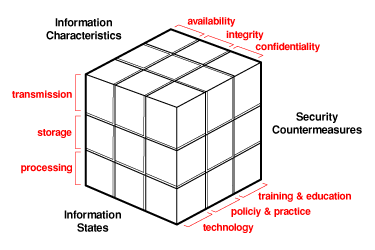 Information
Characteristics
availability
integrity
confidentiality
transmission
storage
processing
Security
Countermeasures
Information
States
training & education
policiy & practice
technology